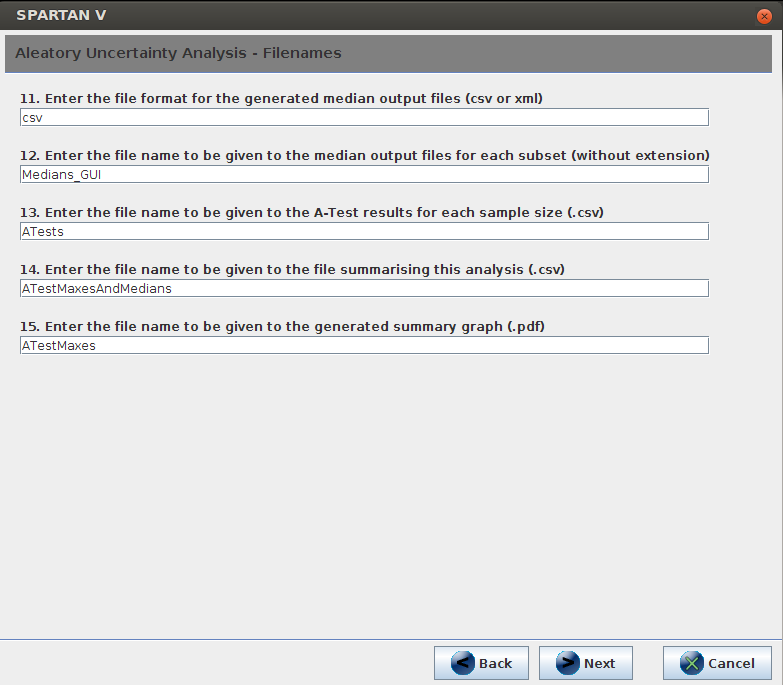 SPARTAN V
Aleatory Uncertainty Analysis - Filenames
11. Enter the file format for the generated median output files (csv or xml)
csv
12. Enter the file name to be given to the median output files for each subset (without extension)
Medians_GUI
13. Enter the file name to be given to the A-Test results for each sample size (.csv)
ATests
14. Enter the file name to be given to the file summarising this analysis (.csv)
ATestMaxesAndMedians
15. Enter the file name to be given to the generated summary graph (.pdf)
ATestMaxes
< Back > Next Cancel